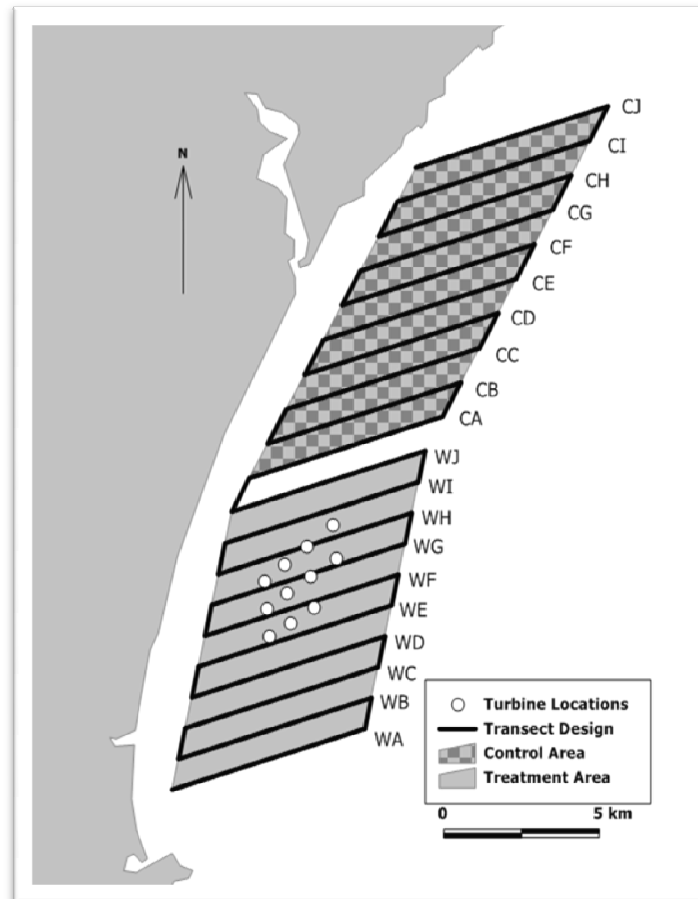 N
CJ
CI
CH
CG
CF
CE
CD
CC
CB
CA
WJ
WI
WH
WG
WF
WE
WD
WC
WB
WA
Turbine Locations
Transect Design
Control Area
Treatment Area
0 5 km